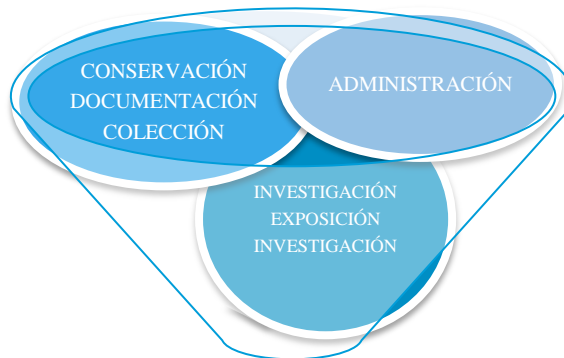 CONSERVACIÓN
DOCUMENTACIÓN
COLECCIÓN
ADMINISTRACIÓN
INVESTIGACIÓN
EXPOSICIÓN
INVESTIGACIÓN